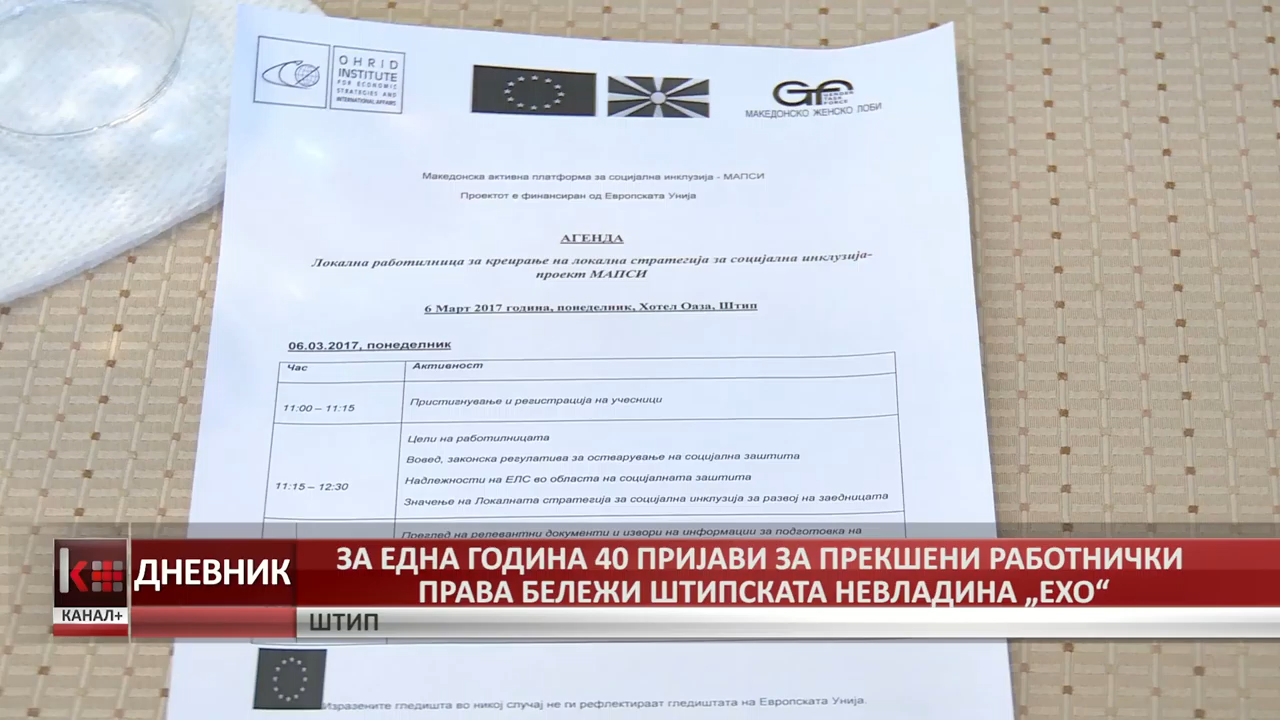 OHRID
INSTITUTE
FOR ECONOMIC
STRATEGIES AND
INTERNATIONAL AFFAIRS
GTF
GENDER
TASK
FORCE
МАКЕДОНСКО ЖЕНСКО ЛОБИ
Македонска активна платформа за социјална инклузија - МАПСИ
Проектот е финансиран од Европската Унија
АГЕНДА
Локална работилница за креирање на локална стратегија за социјална инклузија-
проект МАПСИ
6 Март 2017 година, понеделник, Хотел Оаза, Штип
06.03.2017, понеделник
Час Активност
11:00 – 11:15 Пристигнување и регистрација на учесници
Цели на работилницата
Вовед, законска регулатива за остварување на социјална заштита
11:15 – 12:30 Надлежности на ЕЛС во областа на социјалната заштита
Значење на Локалната стратегија за социјална инклузија за развој на заедницата
Преглед на релевантни документи и извори на информации за подготовка на
ДНЕВНИК
КАНАЛ+
ЗА ЕДНА ГОДИНА 40 ПРИЈАВИ ЗА ПРЕКШЕНИ РАБОТНИЧКИ
ПРАВА БЕЛЕЖИ ШТИПСКАТА НЕВЛАДИНА „ЕХО“
ШТИП
Изразените гледишта во никој случај не ги рефлектираат гледиштата на Европската Унија.